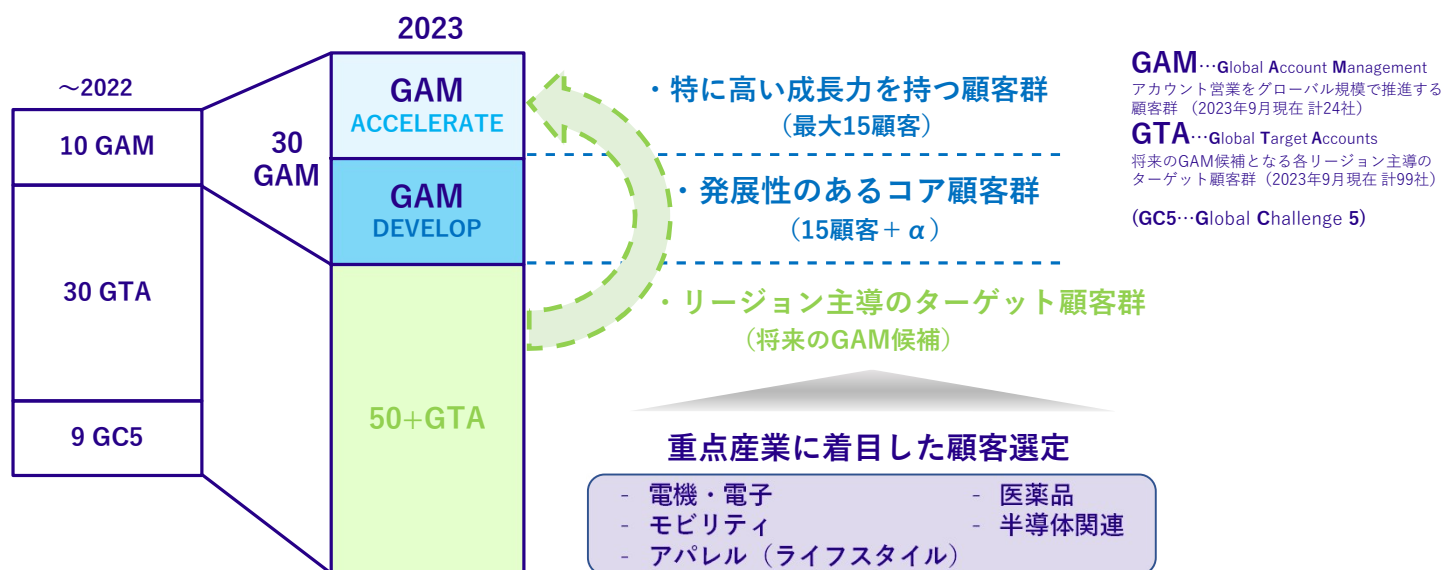 ～2022
10 GAM
30 GTA
9 GC5
2023
30
GAM
GAM
ACCELERATE
GAM
DEVELOP
50+GTA
・特に高い成長力を持つ顧客群
（最大15顧客）
・発展性のあるコア顧客群
（15顧客＋α）
・リージョン主導のターゲット顧客群
（将来のGAM候補）
重点産業に着目した顧客選定
- 電機・電子
- モビリティ
- アパレル（ライフスタイル）
- 医薬品
- 半導体関連
GAM…Global Account Management
アカウント営業をグローバル規模で推進する
顧客群 （2023年9月現在 計24社）
GTA…Global Target Accounts
将来のGAM候補となる各リージョン主導の
ターゲット顧客群（2023年9月現在 計99社）
(GC5…Global Challenge 5)